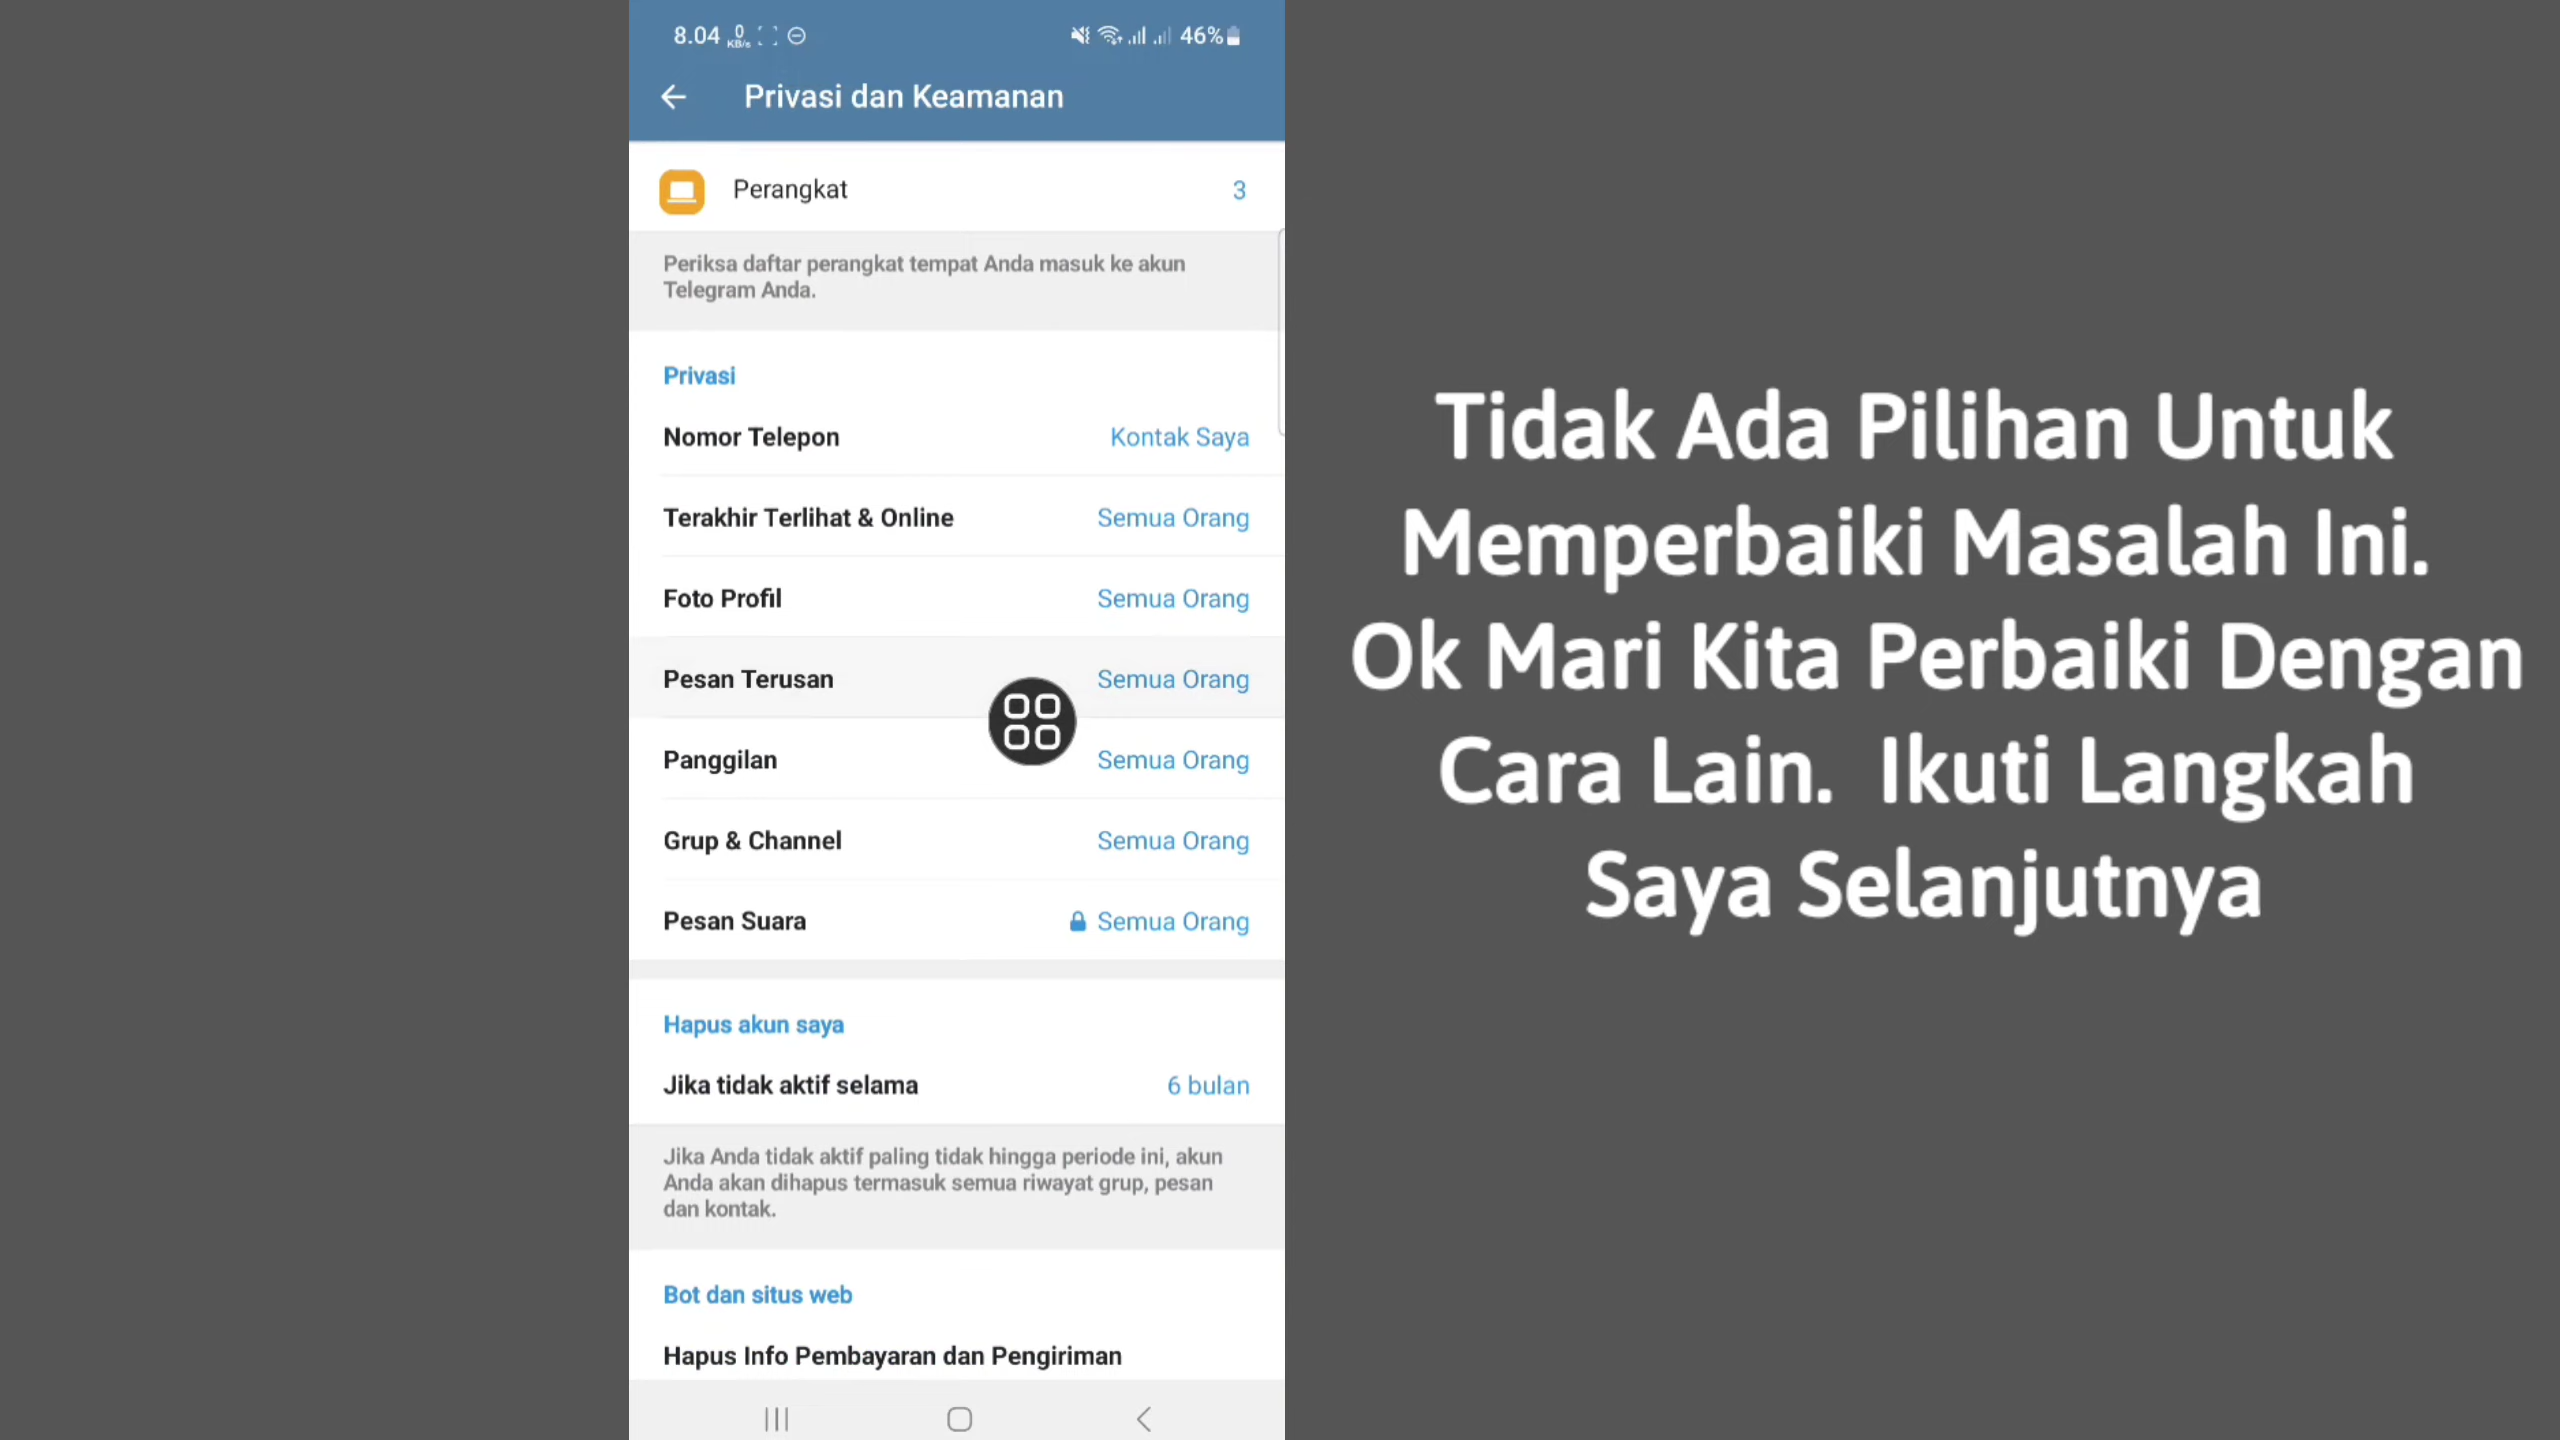 8.04 0 KB/s 46%
Privasi dan Keamanan
Perangkat 3
Periksa daftar perangkat tempat Anda masuk ke akun
Telegram Anda.
Privasi
Nomor Telepon Kontak Saya
Terakhir Terlihat & Online Semua Orang
Foto Profil Semua Orang
Pesan Terusan Semua Orang
Panggilan Semua Orang
Grup & Channel Semua Orang
Pesan Suara Semua Orang
Hapus akun saya
Jika tidak aktif selama 6 bulan
Jika Anda tidak aktif paling tidak hingga periode ini, akun
Anda akan dihapus termasuk semua riwayat grup, pesan
dan kontak.
Bot dan situs web
Hapus Info Pembayaran dan Pengiriman
Tidak Ada Pilihan Untuk
Memperbaiki Masalah Ini.
Ok Mari Kita Perbaiki Dengan
Cara Lain. Ikuti Langkah
Saya Selanjutnya